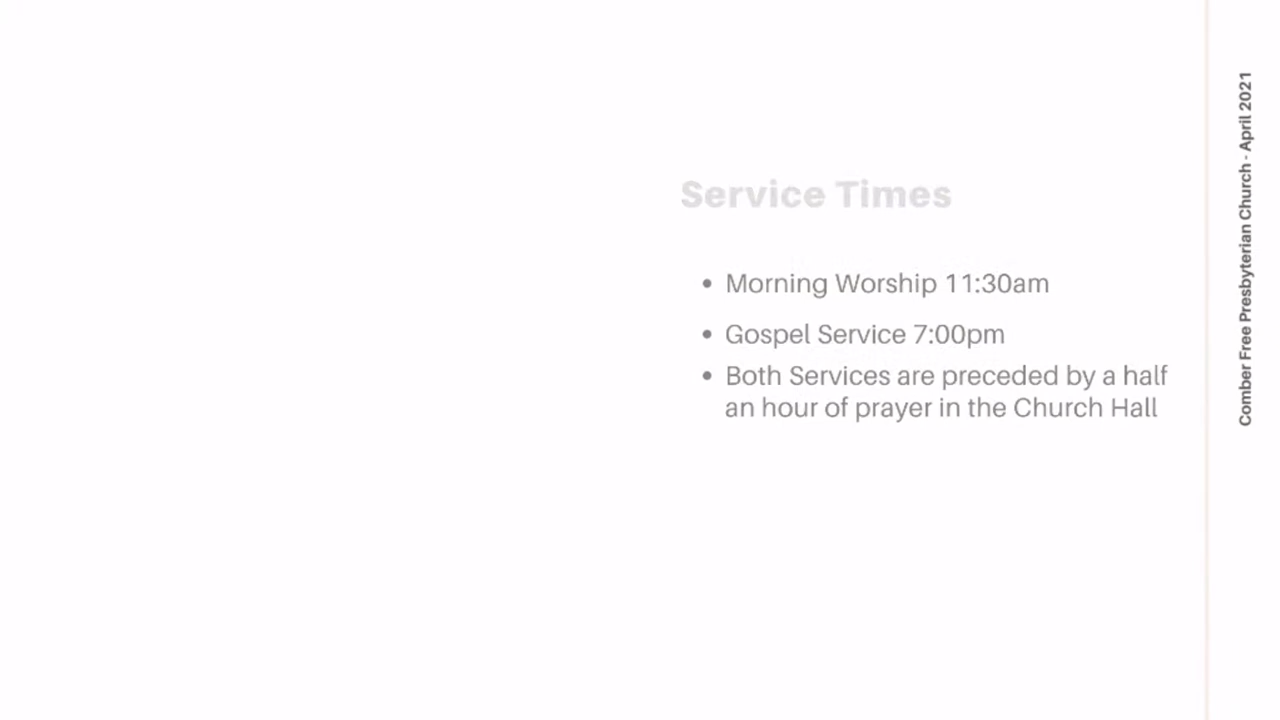 Service Times
• Morning Worship 11:30am
• Gospel Service 7:00pm
• Both Services are preceded by a half
an hour of prayer in the Church Hall
Comber Free Presbyterian Church - April 2021